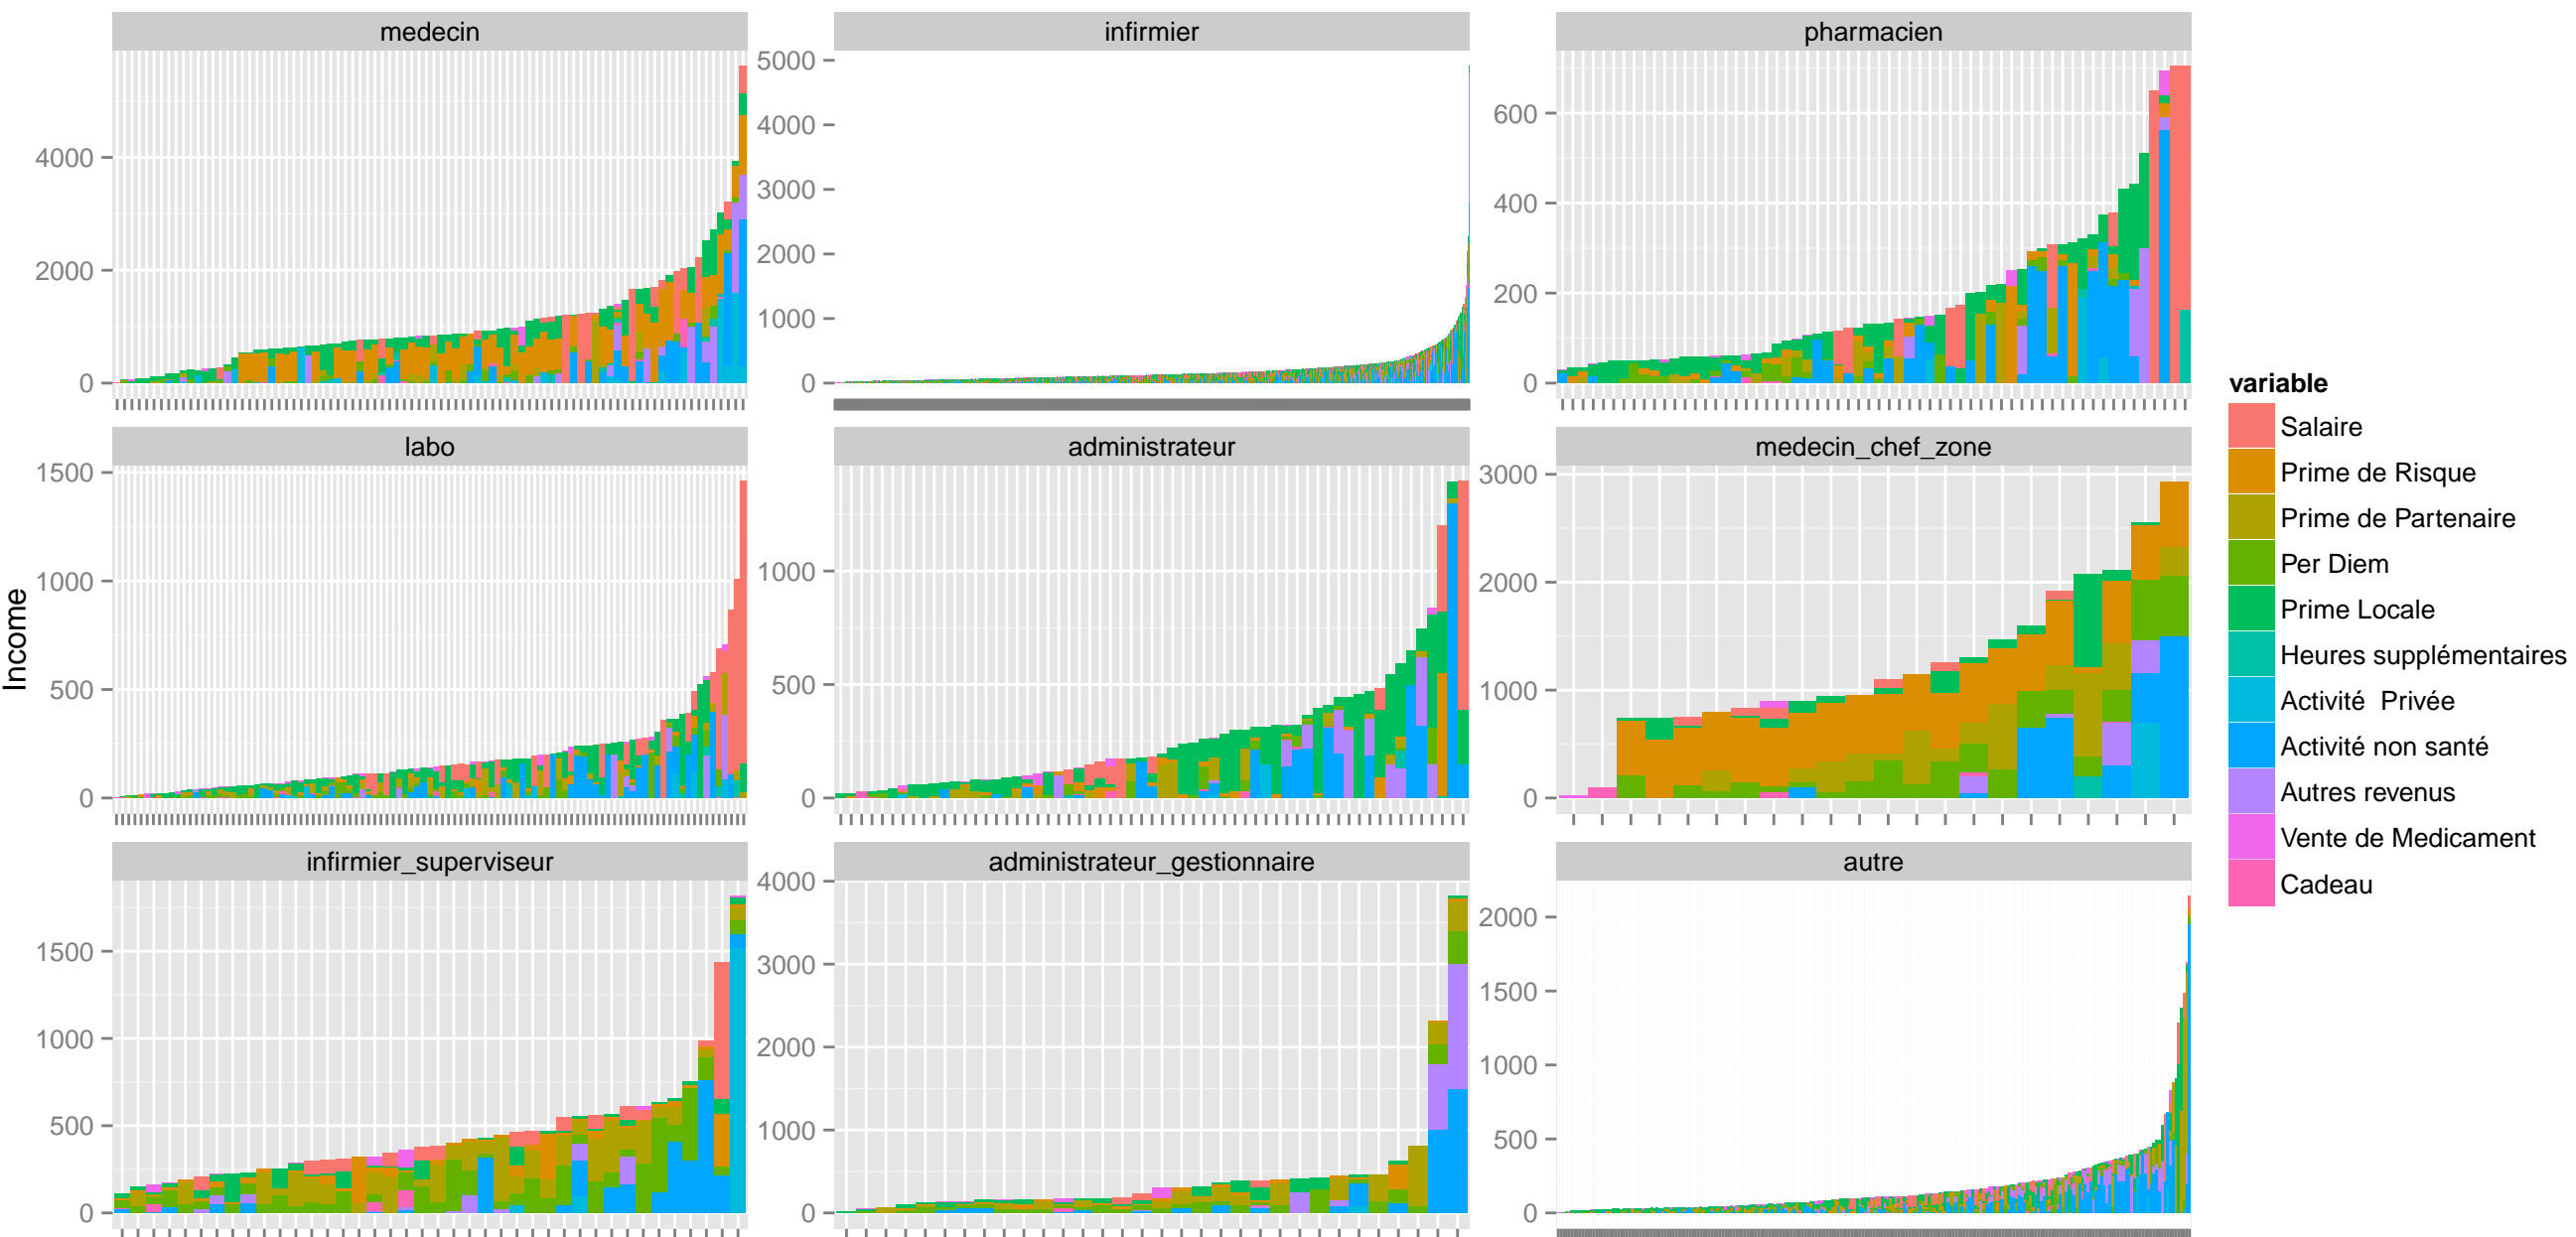 medecin
infirmier
pharmacien
4000
2000
0
5000
4000
3000
2000
1000
0
600
400
200
0
labo
administrateur
medecin_chef_zone
1500
1000
500
0
1000
500
0
3000
2000
1000
0
infirmier_superviseur
administrateur_gestionnaire
autre
1500
1000
500
0
4000
3000
2000
1000
0
2000
1500
1000
500
0
Income
variable
Salaire
Prime de Risque
Prime de Partenaire
Per Diem
Prime Locale
Heures supplémentaires
Activité  Privée
Activité non santé
Autres revenus
Vente de Medicament
Cadeau